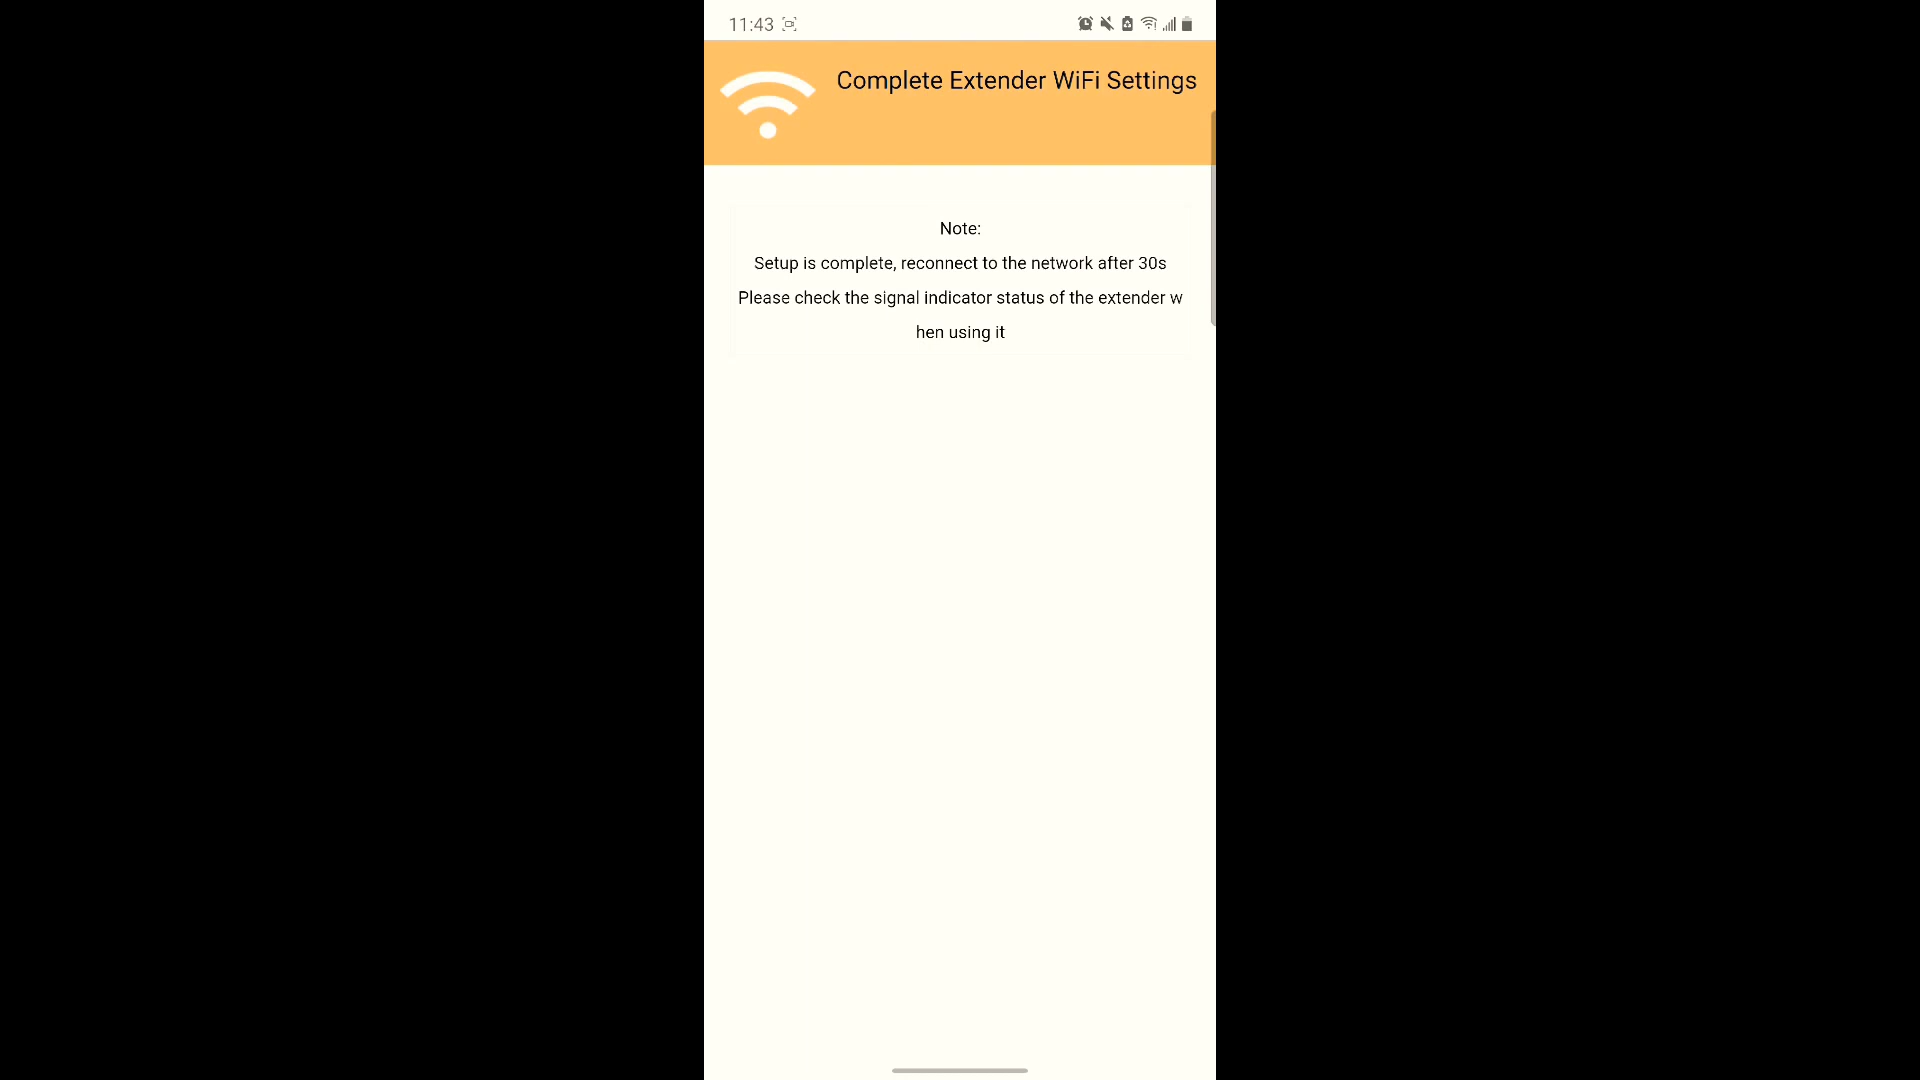 11:43
Complete Extender WiFi Settings
Note:
Setup is complete, reconnect to the network after 30s
Please check the signal indicator status of the extender w
hen using it